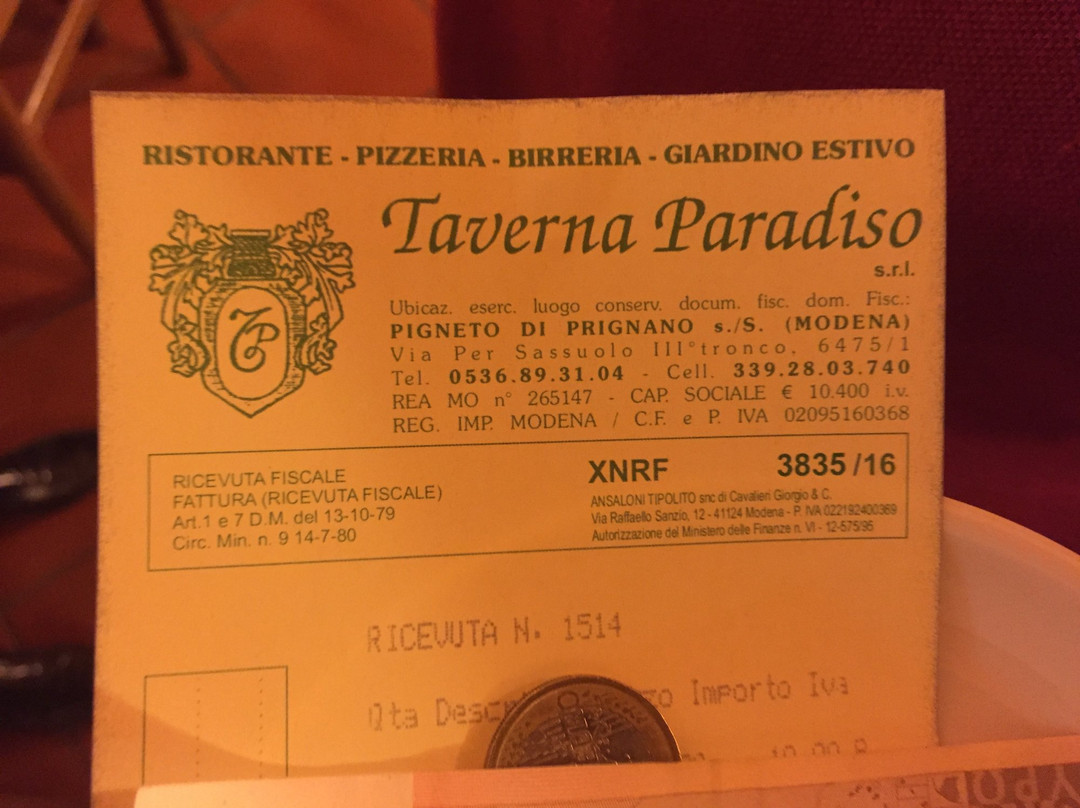 RISTORANTE - PIZZERIA - BIRRERIA - GIARDINO ESTIVO
Taverna Paradiso
s.r.l.
TP
Ubicaz. eserc. luogo conserv. docum. fisc. dom. Fisc.:
PIGNETO DI PRIGNANO s./S. (MODENA)
Via Per Sassuolo III° tronco, 6475/1
Tel. 0536.89.31.04 - Cell. 339.28.03.740
REA MO n° 265147 - CAP. SOCIALE € 10.400 i.v.
REG. IMP. MODENA / C.F. e P. IVA 02095160368
RICEVUTA FISCALE
FATTURA (RICEVUTA FISCALE)
Art.1 e 7 D.M. del 13-10-79
Circ. Min. n. 9 14-7-80
XNRF 3835/16
ANSALONI TIPOLITO snc di Cavalieri Giorgio & C.
Via Raffaello Sanzio, 12 - 41124 Modena - P. IVA 022192400369
Autorizzazione del Ministero delle Finanze n. VI - 12-575/95
RICEVUTA N. 1514
Qta Importo Iva